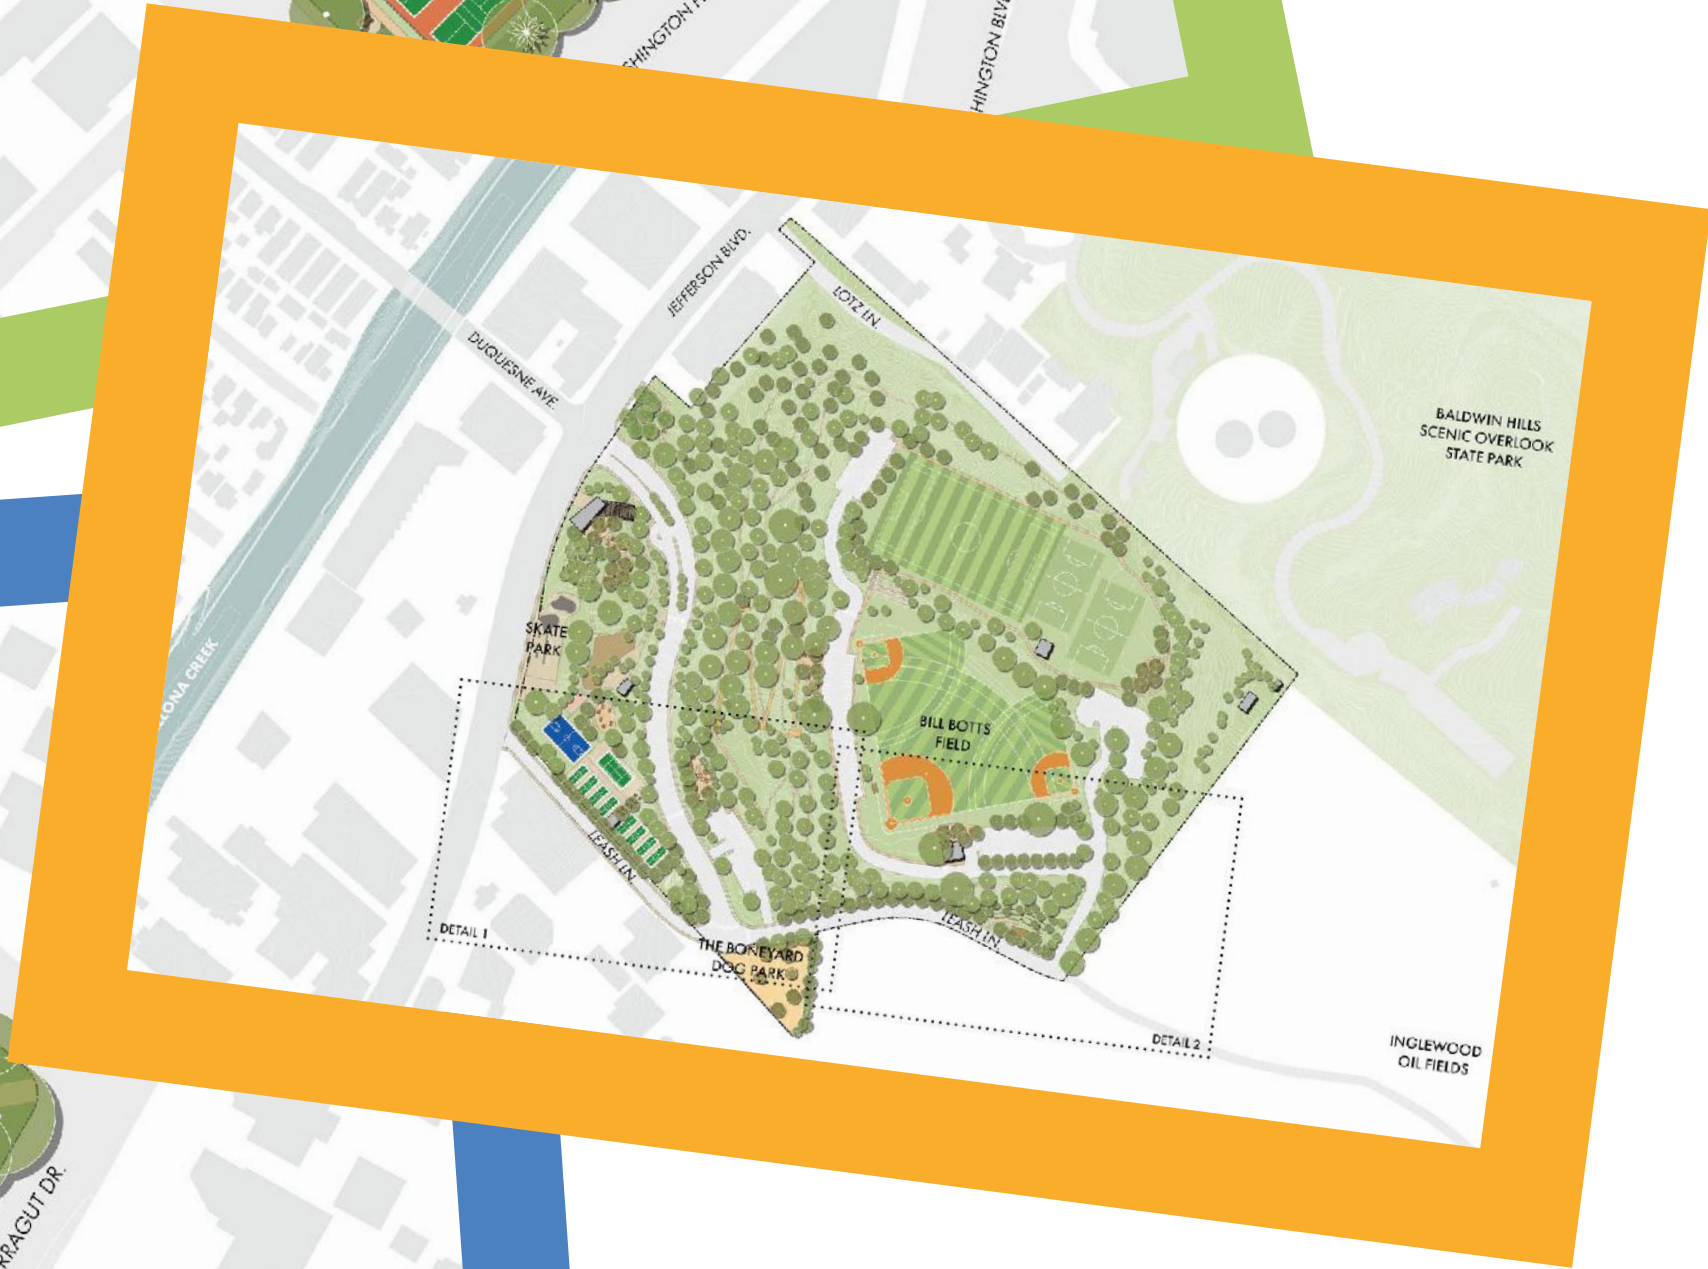 JEFFERSON BLVD.
LOTZ LN.
DUQUESNE AVE.
BALDWIN HILLS
SCENIC OVERLOOK
STATE PARK
SKATE
PARK
BILL BOTTS
FIELD
LEASH LN.
LEASH LN.
DETAIL 1
THE BONEYARD
DOG PARK
DETAIL 2
INGLEWOOD
OIL FIELDS
CREEK
DR.